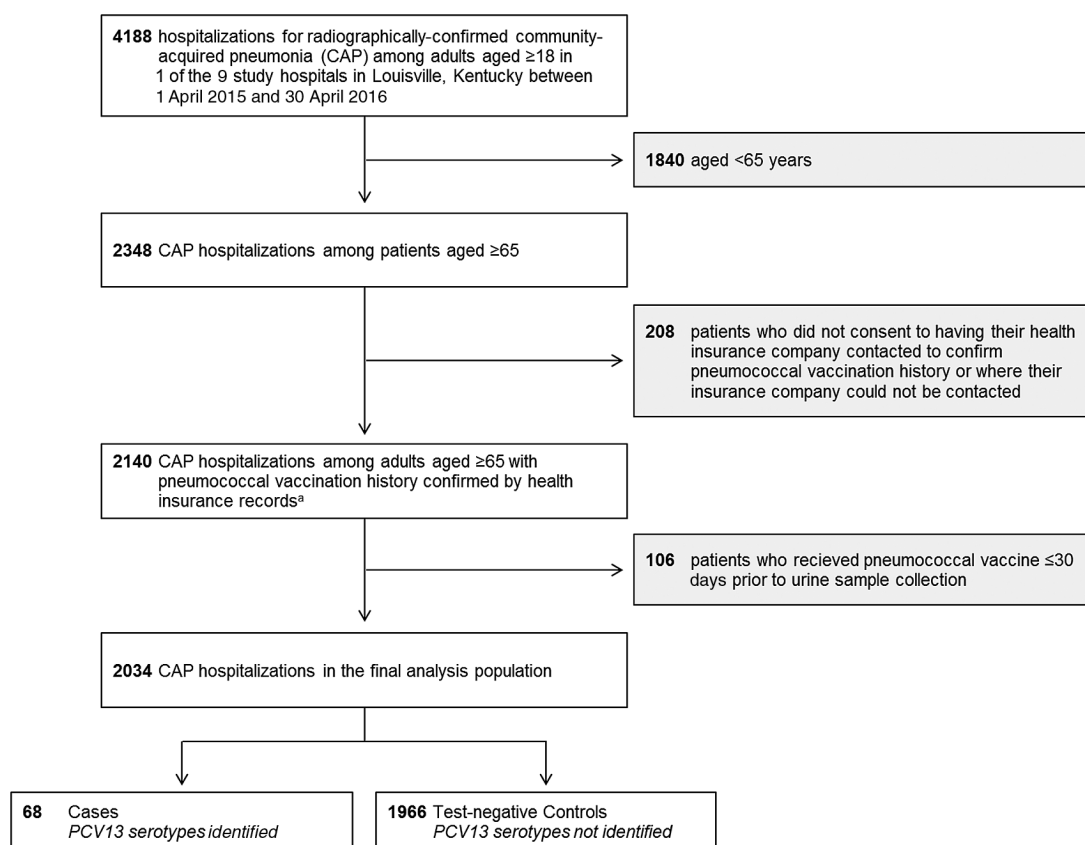 4188 hospitalizations for radiographically-confirmed community-
acquired pneumonia (CAP) among adults aged ≥18 in
1 of the 9 study hospitals in Louisville, Kentucky between
1 April 2015 and 30 April 2016
1840 aged <65 years
2348 CAP hospitalizations among patients aged ≥65
208 patients who did not consent to having their health
insurance company contacted to confirm
pneumococcal vaccination history or where their
insurance company could not be contacted
2140 CAP hospitalizations among adults aged ≥65 with
pneumococcal vaccination history confirmed by health
insurance recordsᵃ
106 patients who recieved pneumococcal vaccine ≤30
days prior to urine sample collection
2034 CAP hospitalizations in the final analysis population
68 Cases
PCV13 serotypes identified
1966 Test-negative Controls
PCV13 serotypes not identified